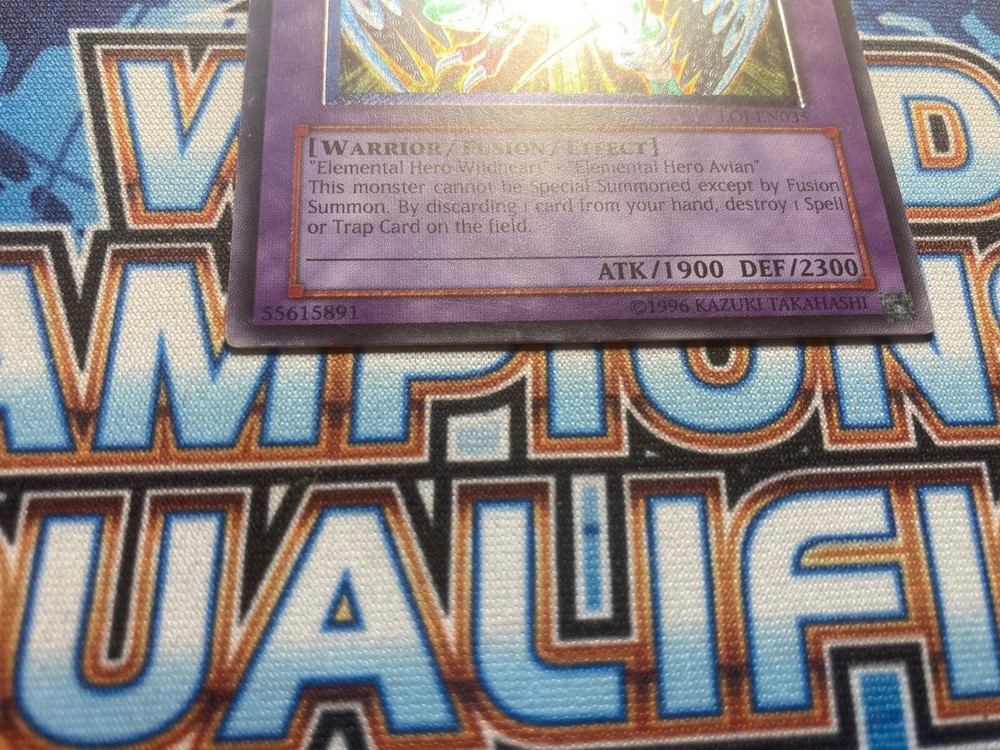 W D
EOJ-EN035
[WARRIOR/FUSION/EFFECT]
"Elemental Hero Wildheart" + "Elemental Hero Avian"
This monster cannot be Special Summoned except by Fusion
Summon. By discarding 1 card from your hand, destroy 1 Spell
or Trap Card on the field.
ATK/1900 DEF/2300
55615891 ©1996 KAZUKI TAKAHASHI
AMPIONS
UALIFI